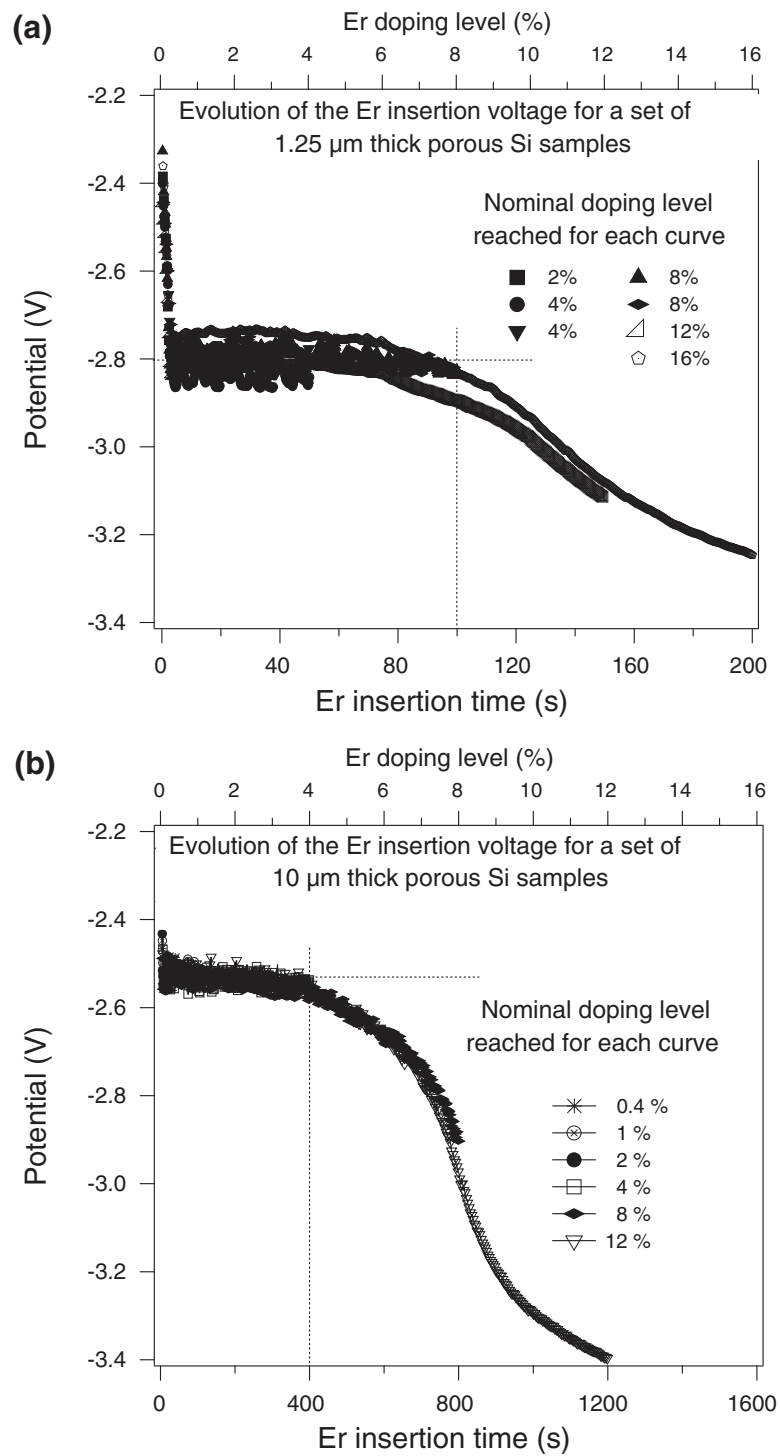 (a)
Er doping level (%)
0 2 4 6 8 10 12 14 16
Evolution of the Er insertion voltage for a set of
1.25 µm thick porous Si samples
Nominal doping level
reached for each curve
2% 8%
4% 8%
4% 12%
16%
Potential (V)
-2.2
-2.4
-2.6
-2.8
-3.0
-3.2
-3.4
0 40 80 120 160 200
Er insertion time (s)
(b)
Er doping level (%)
0 2 4 6 8 10 12 14 16
Evolution of the Er insertion voltage for a set of
10 µm thick porous Si samples
Nominal doping level
reached for each curve
0.4 %
1 %
2 %
4 %
8 %
12 %
Potential (V)
-2.2
-2.4
-2.6
-2.8
-3.0
-3.2
-3.4
0 400 800 1200 1600
Er insertion time (s)